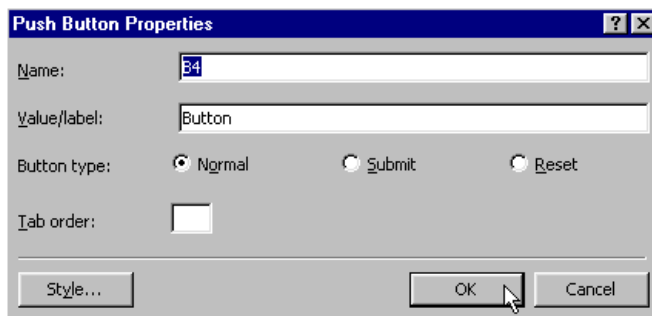 Push Button Properties
Name: B4
Value/label: Button
Button type: Normal Submit Reset
Tab order:
Style... OK Cancel